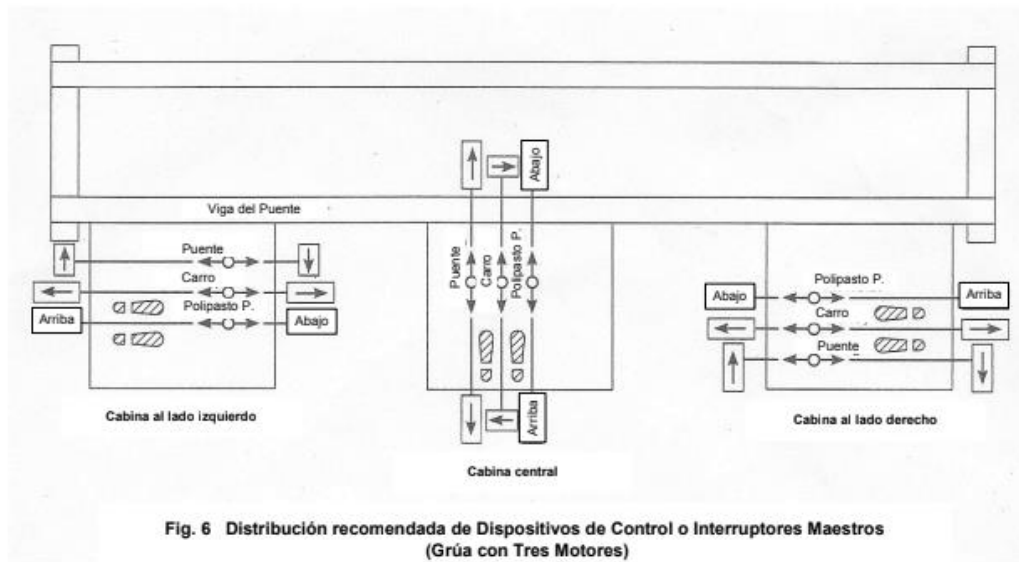 Abajo
Viga del Puente
Puente
Carro
Polipasto P.
Arriba
Abajo
Puente
Carro
Polipasto P.
Arriba
Polipasto P.
Abajo
Arriba
Carro
Puente
Cabina al lado izquierdo
Cabina central
Cabina al lado derecho
Fig. 6 Distribución recomendada de Dispositivos de Control o Interruptores Maestros
(Grúa con Tres Motores)